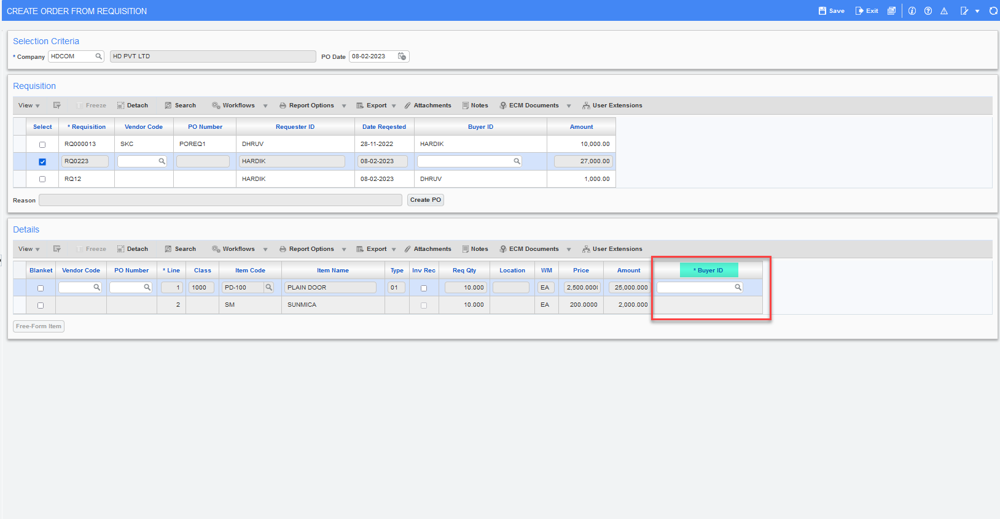 CREATE ORDER FROM REQUISITION Save Exit
Selection Criteria
* Company HDCOM HD PVT LTD PO Date 08-02-2023
Requisition
View Freeze Detach Search Workflows Report Options Export Attachments Notes ECM Documents User Extensions
Select * Requisition Vendor Code PO Number Requester ID Date Reqested Buyer ID Amount
RQ000013 SKC POREQ1 DHRUV 28-11-2022 HARDIK 10,000.00
RQ0223 HARDIK 08-02-2023 27,000.00
RQ12 HARDIK 08-02-2023 DHRUV 1,000.00
Reason Create PO
Details
View Freeze Detach Search Workflows Report Options Export Attachments Notes ECM Documents User Extensions
Blanket Vendor Code PO Number * Line Class Item Code Item Name Type Inv Rec Req Qty Location WM Price Amount * Buyer ID
1 1000 PD-100 PLAIN DOOR 01 10.000 EA 2,500.000 25,000.000
2 SM SUNMICA 10.000 EA 200.0000 2,000.000
Free-Form Item